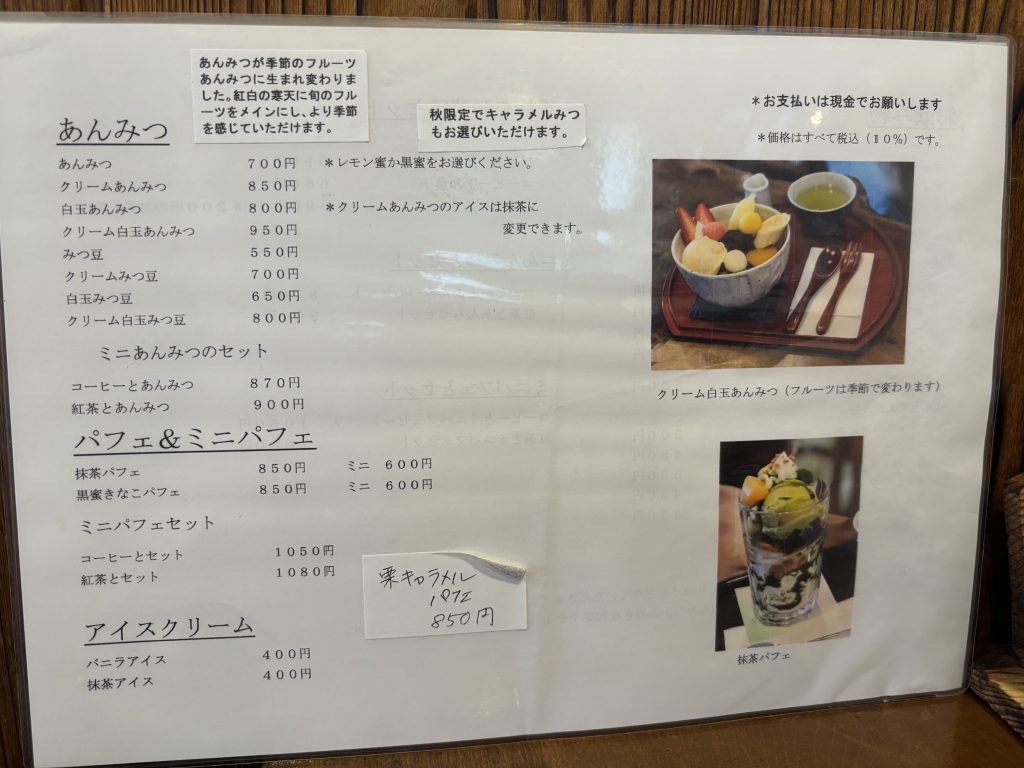 あんみつが季節のフルーツ
あんみつに生まれ変わりま
した。紅白の寒天に旬のフル
ーツをメインにし、より季節
を感じていただけます。
秋限定でキャラメルみつ
もお選びいただけます。
＊お支払いは現金でお願いします
＊価格はすべて税込（１０％）です。
あんみつ
あんみつ ７００円 ＊レモン蜜か黒蜜をお選びください。
クリームあんみつ ８５０円
白玉あんみつ ８００円 ＊クリームあんみつのアイスは抹茶に
クリーム白玉あんみつ ９５０円 変更できます。
みつ豆 ５５０円
クリームみつ豆 ７００円
白玉みつ豆 ６５０円
クリーム白玉みつ豆 ８００円
ミニあんみつのセット
コーヒーとあんみつ ８７０円
紅茶とあんみつ ９００円
パフェ＆ミニパフェ
抹茶パフェ ８５０円 ミニ ６００円
黒蜜きなこパフェ ８５０円 ミニ ６００円
ミニパフェセット
コーヒーとセット １０５０円
紅茶とセット １０８０円
栗キャラメル
パフェ
850円
アイスクリーム
バニラアイス ４００円
抹茶アイス ４００円
クリーム白玉あんみつ（フルーツは季節で変わります）
抹茶パフェ